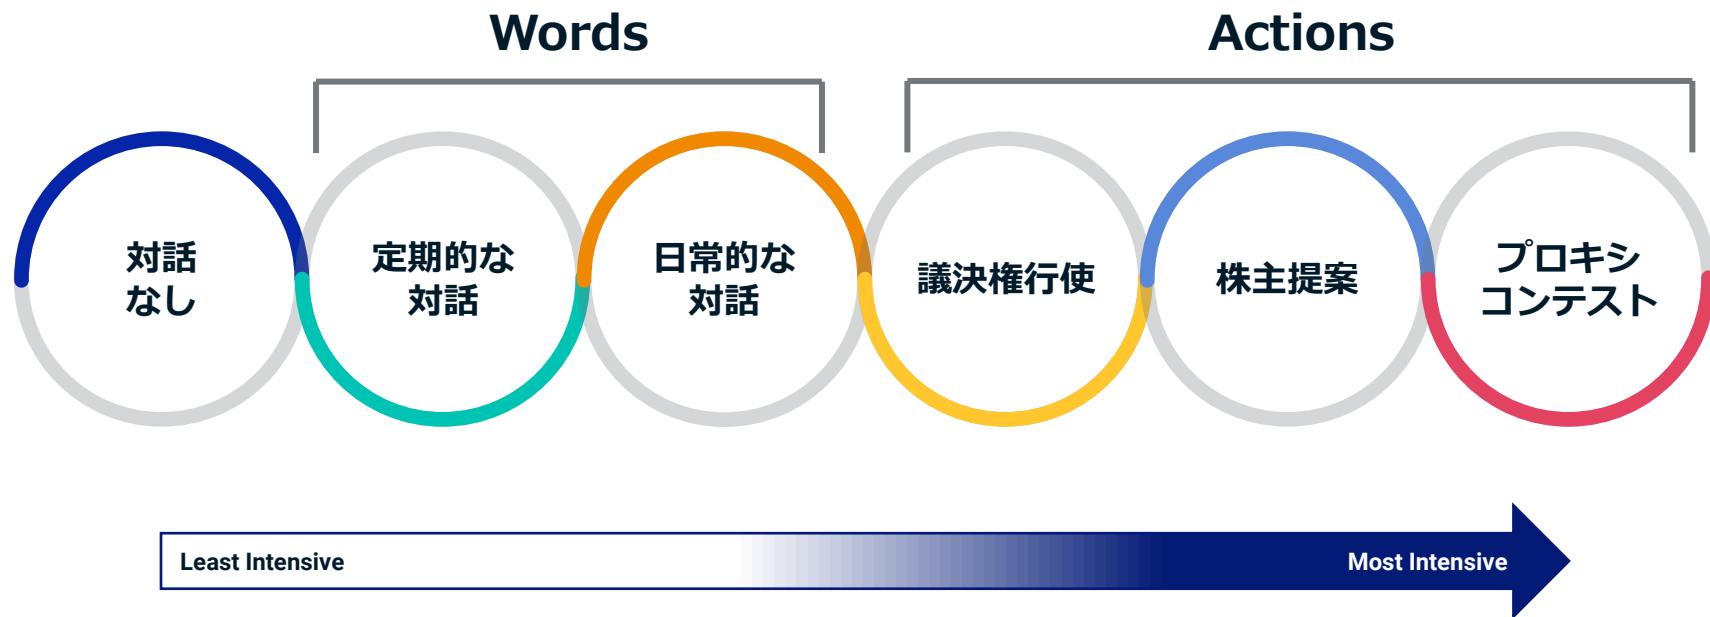 Words
Actions
対話
なし
定期的な
対話
日常的な
対話
議決権行使
株主提案
プロキシ
コンテスト
Least Intensive
Most Intensive